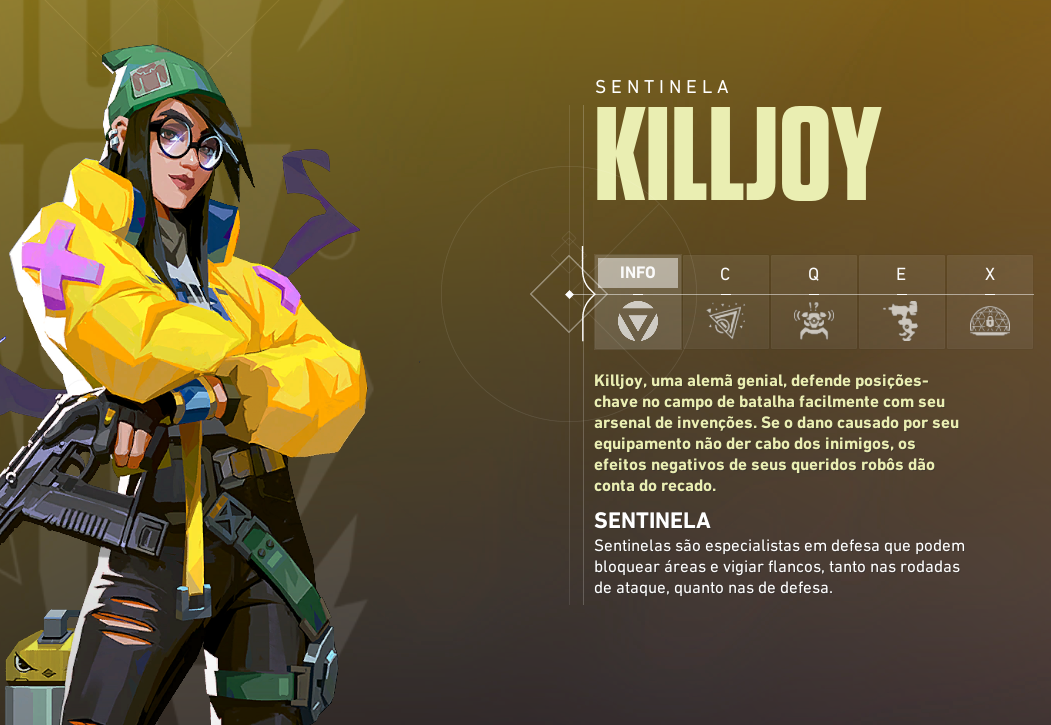 SENTINELA
KILLJOY
INFO C Q E X
Killjoy, uma alemã genial, defende posições-
chave no campo de batalha facilmente com seu
arsenal de invenções. Se o dano causado por seu
equipamento não der cabo dos inimigos, os
efeitos negativos de seus queridos robôs dão
conta do recado.
SENTINELA
Sentinelas são especialistas em defesa que podem
bloquear áreas e vigiar flancos, tanto nas rodadas
de ataque, quanto nas de defesa.